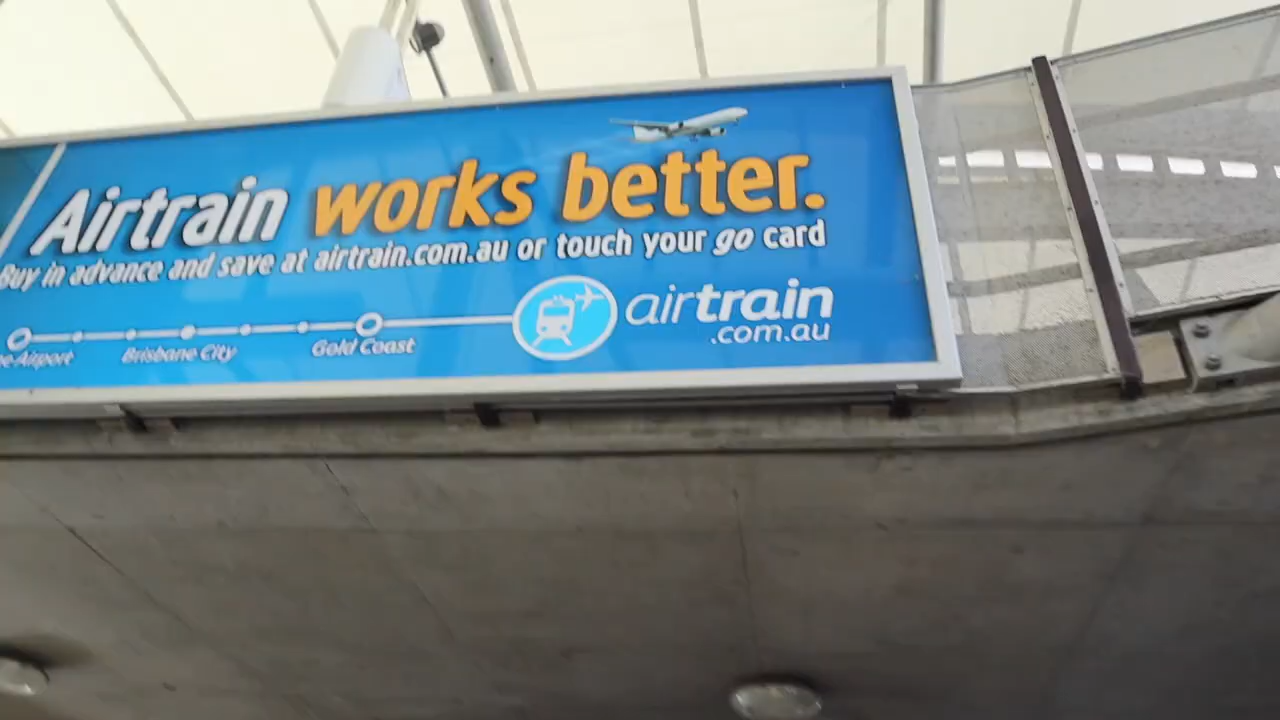 Airtrain works better.
Buy in advance and save at airtrain.com.au or touch your go card
airtrain
.com.au
Airport
Brisbane City
Gold Coast